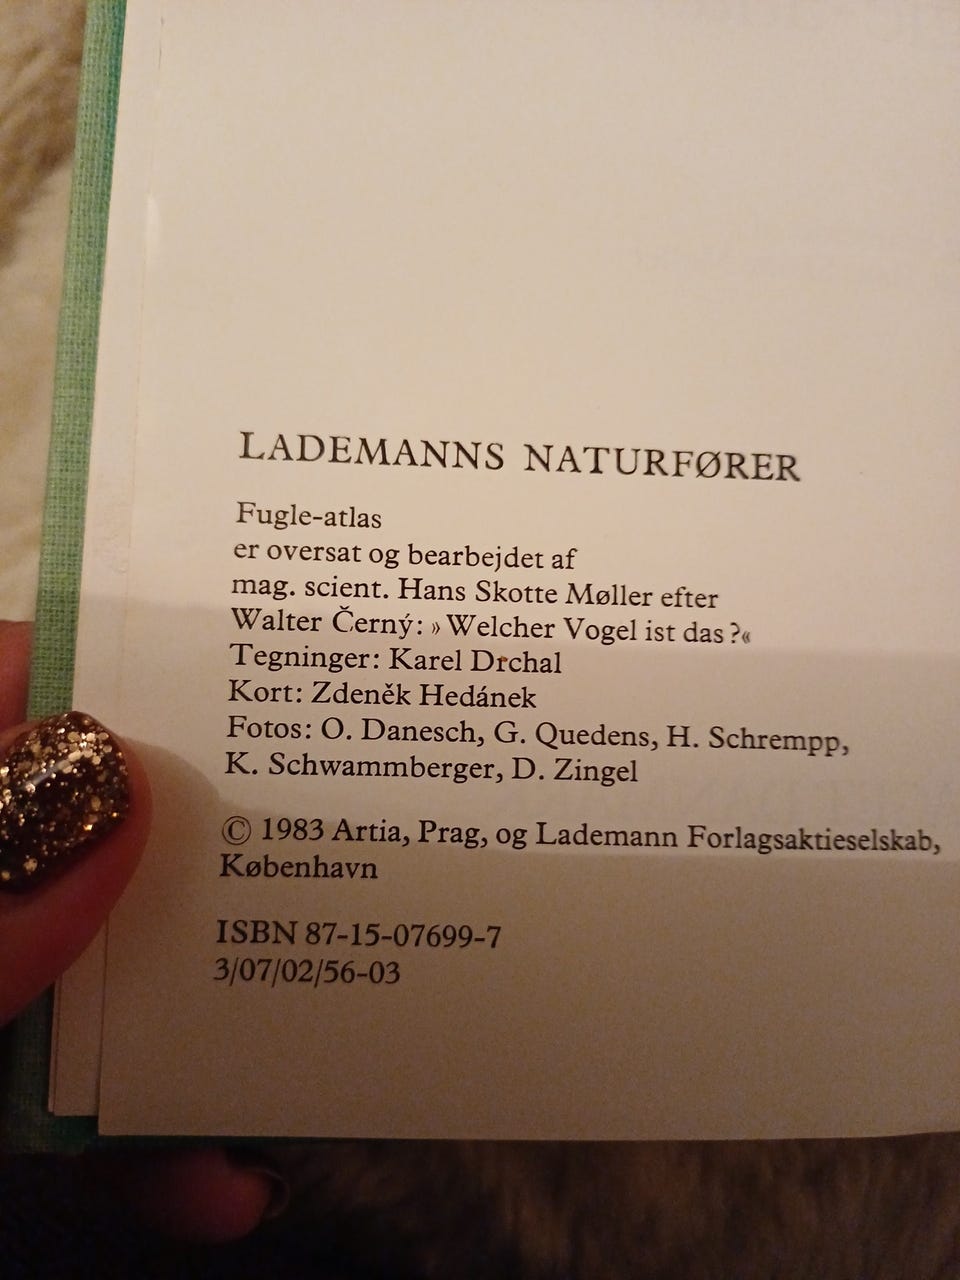 LADEMANNS NATURFØRER
Fugle-atlas
er oversat og bearbejdet af
mag. scient. Hans Skotte Møller efter
Walter Černý: »Welcher Vogel ist das?«
Tegninger: Karel Drchal
Kort: Zdeněk Hedánek
Fotos: O. Danesch, G. Quedens, H. Schrempp,
K. Schwammberger, D. Zingel
© 1983 Artia, Prag, og Lademann Forlagsaktieselskab,
København
ISBN 87-15-07699-7
3/07/02/56-03